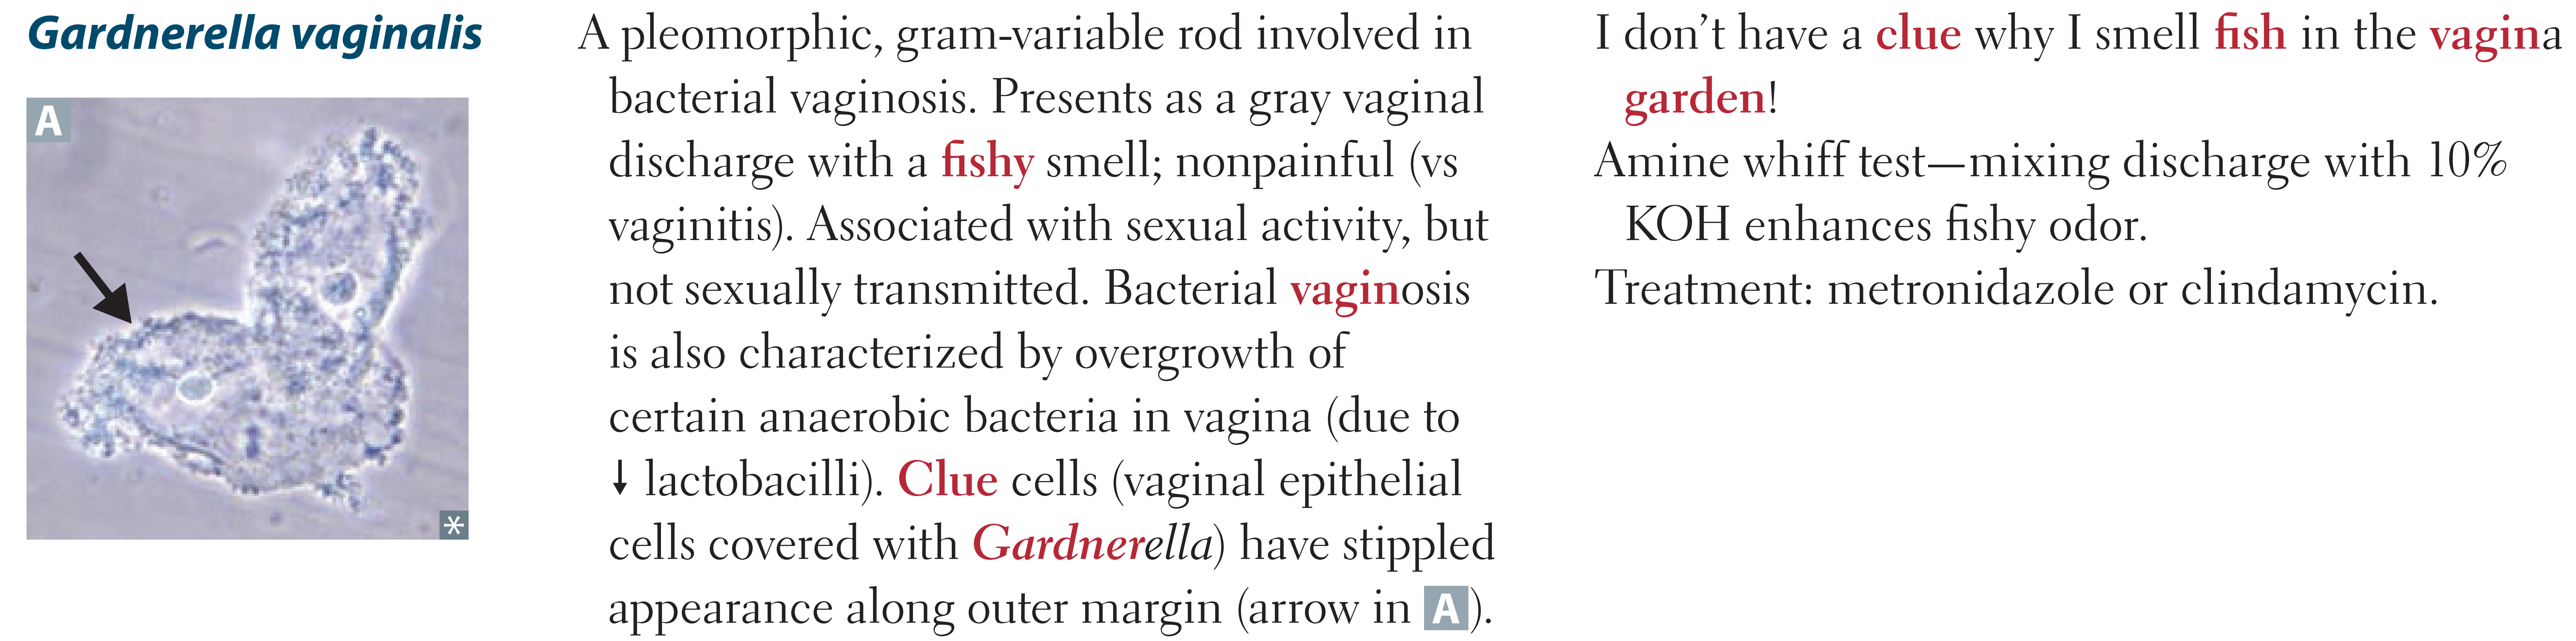 Gardnerella vaginalis
A
*
A pleomorphic, gram-variable rod involved in
bacterial vaginosis. Presents as a gray vaginal
discharge with a fishy smell; nonpainful (vs
vaginitis). Associated with sexual activity, but
not sexually transmitted. Bacterial vaginosis
is also characterized by overgrowth of
certain anaerobic bacteria in vagina (due to
↓ lactobacilli). Clue cells (vaginal epithelial
cells covered with Gardnerella) have stippled
appearance along outer margin (arrow in A).
I don’t have a clue why I smell fish in the vagina
garden!
Amine whiff test—mixing discharge with 10%
KOH enhances fishy odor.
Treatment: metronidazole or clindamycin.